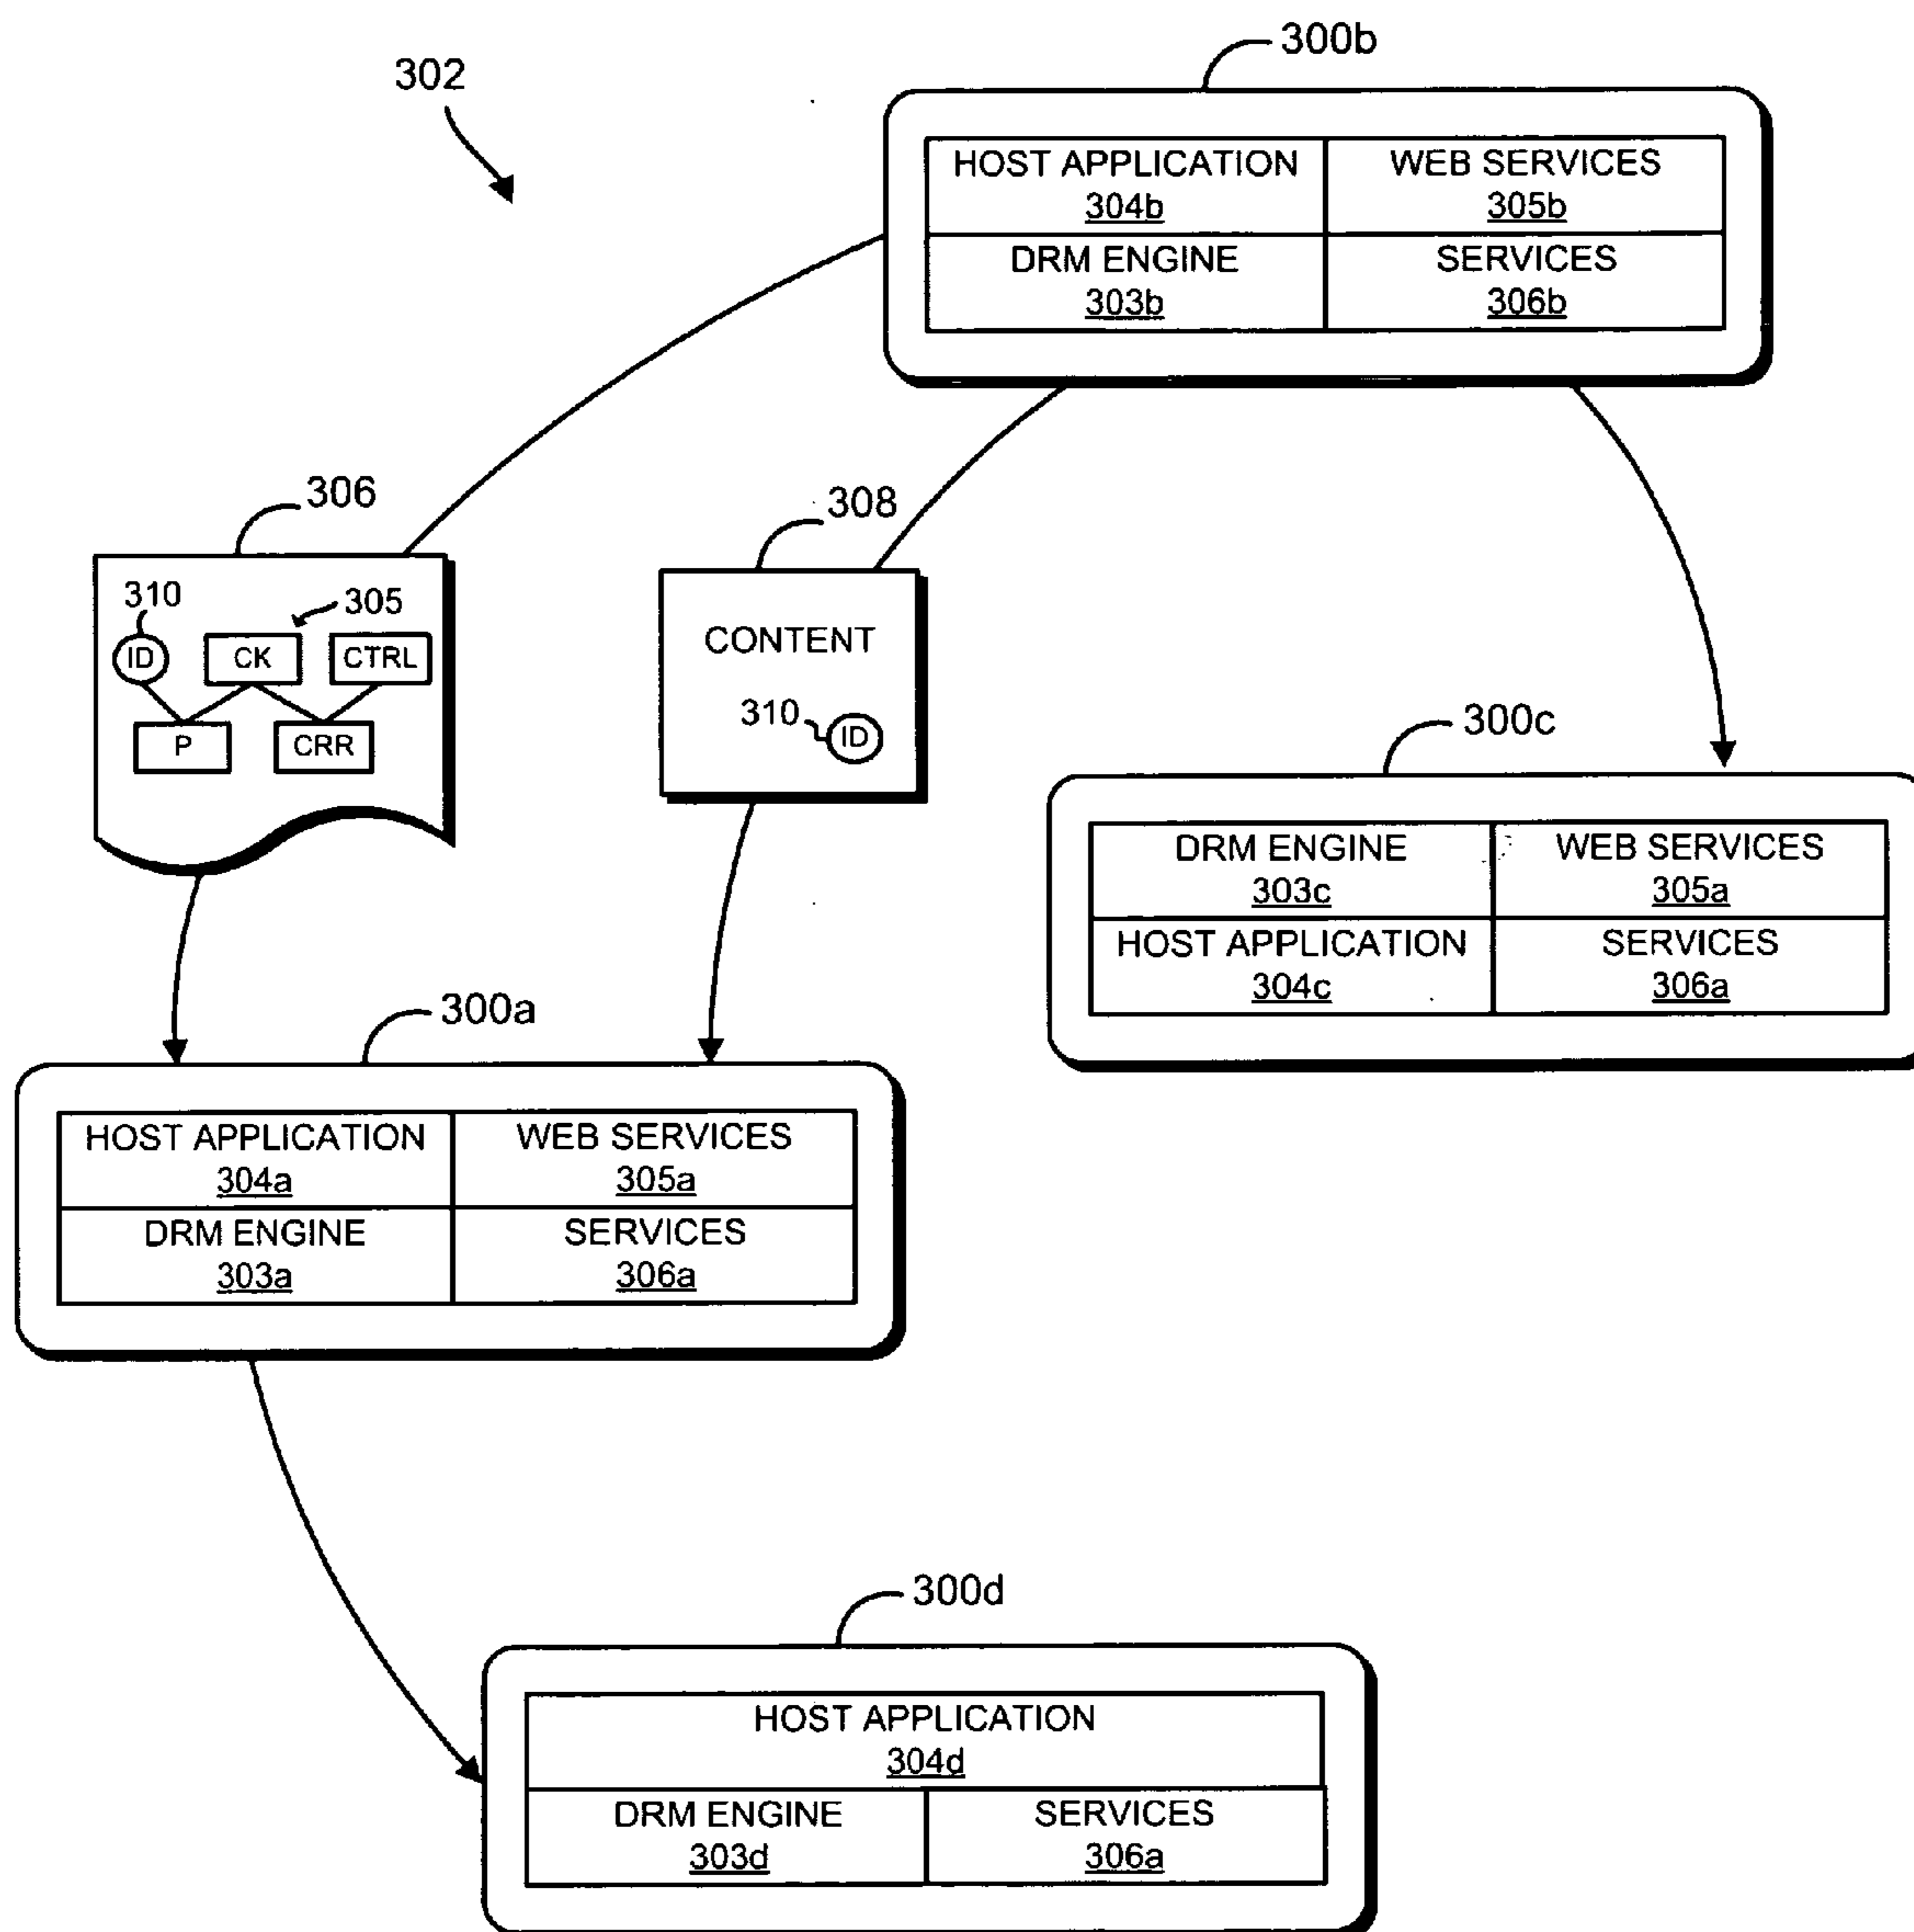 300b
302
HOST APPLICATION
304b
WEB SERVICES
305b
DRM ENGINE
303b
SERVICES
306b
306
308
310
305
ID
CK
CTRL
P
CRR
CONTENT
310
ID
300c
DRM ENGINE
303c
WEB SERVICES
305a
HOST APPLICATION
304c
SERVICES
306a
300a
HOST APPLICATION
304a
WEB SERVICES
305a
DRM ENGINE
303a
SERVICES
306a
300d
HOST APPLICATION
304d
DRM ENGINE
303d
SERVICES
306a